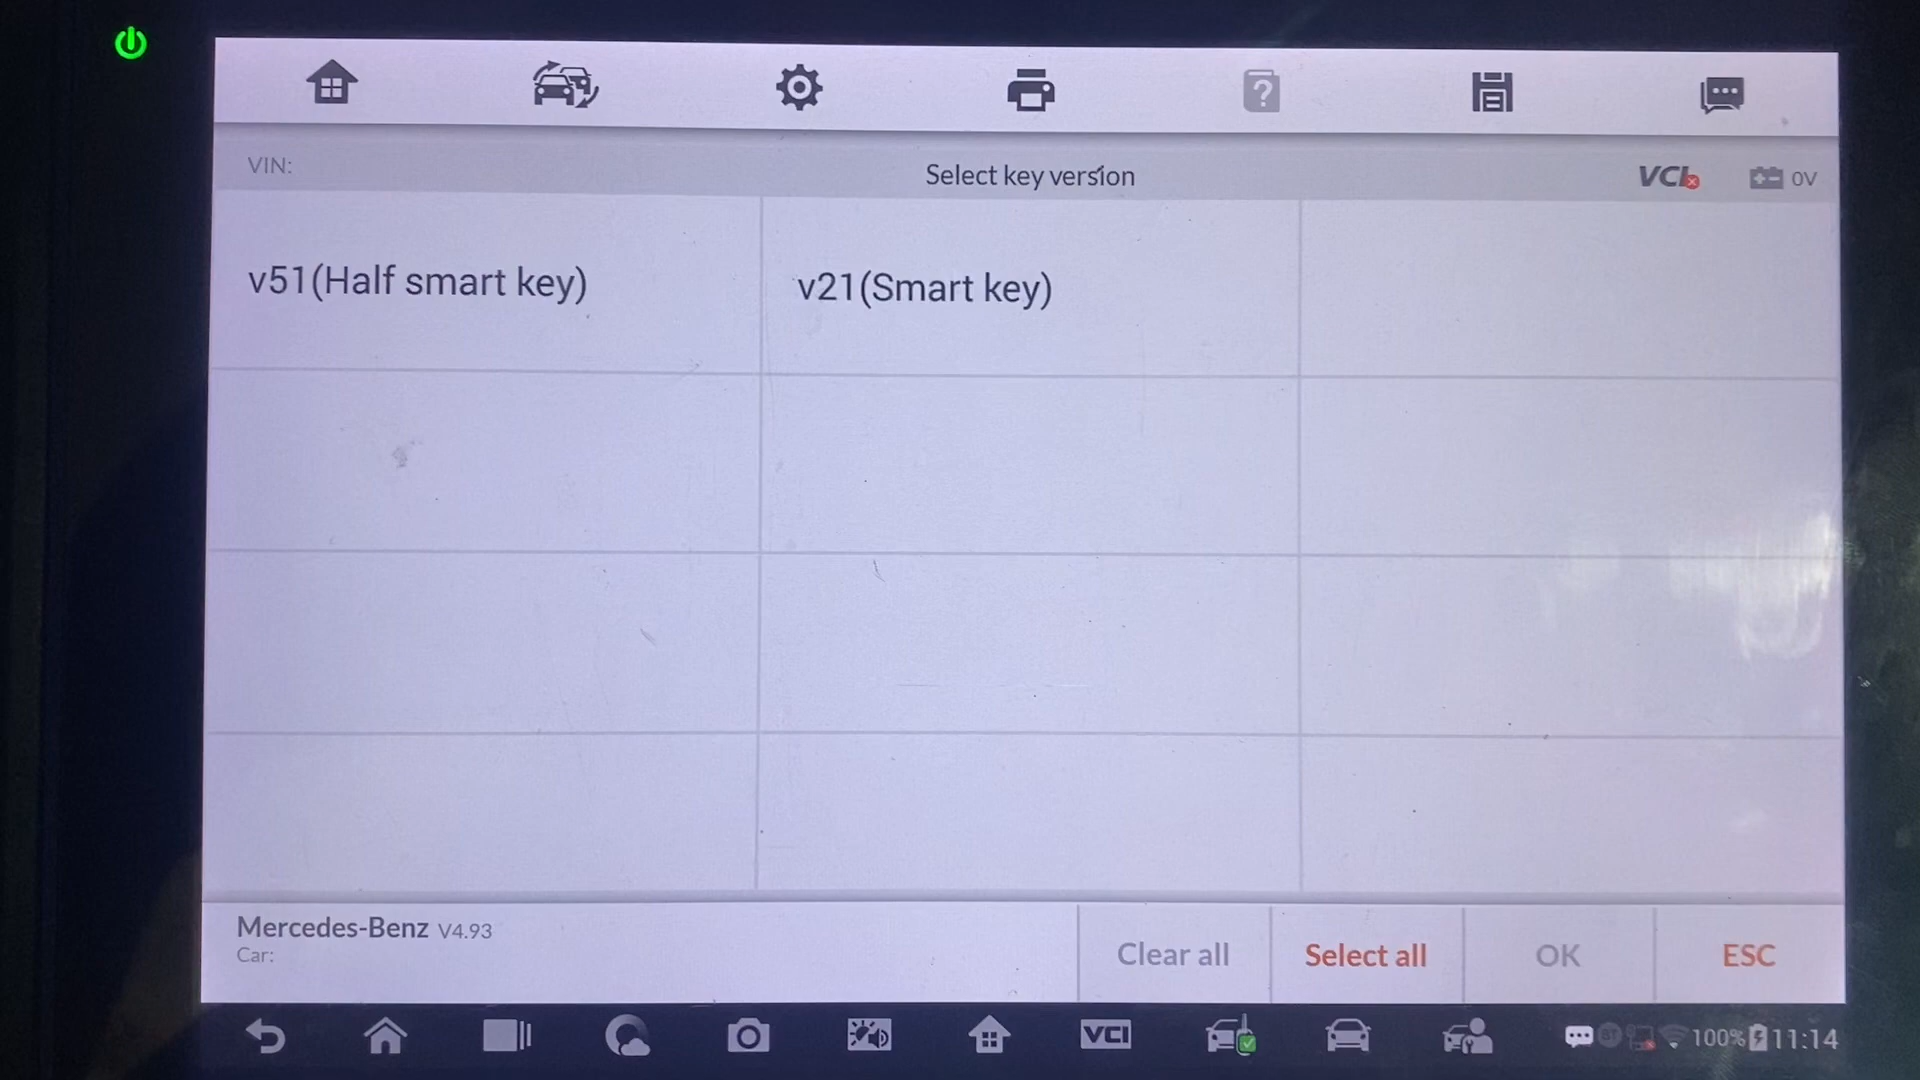 VIN:
Select key version
VCI
0V
v51(Half smart key)
v21(Smart key)
Mercedes-Benz V4.93
Car:
Clear all
Select all
OK
ESC
VCI
100%
11:14